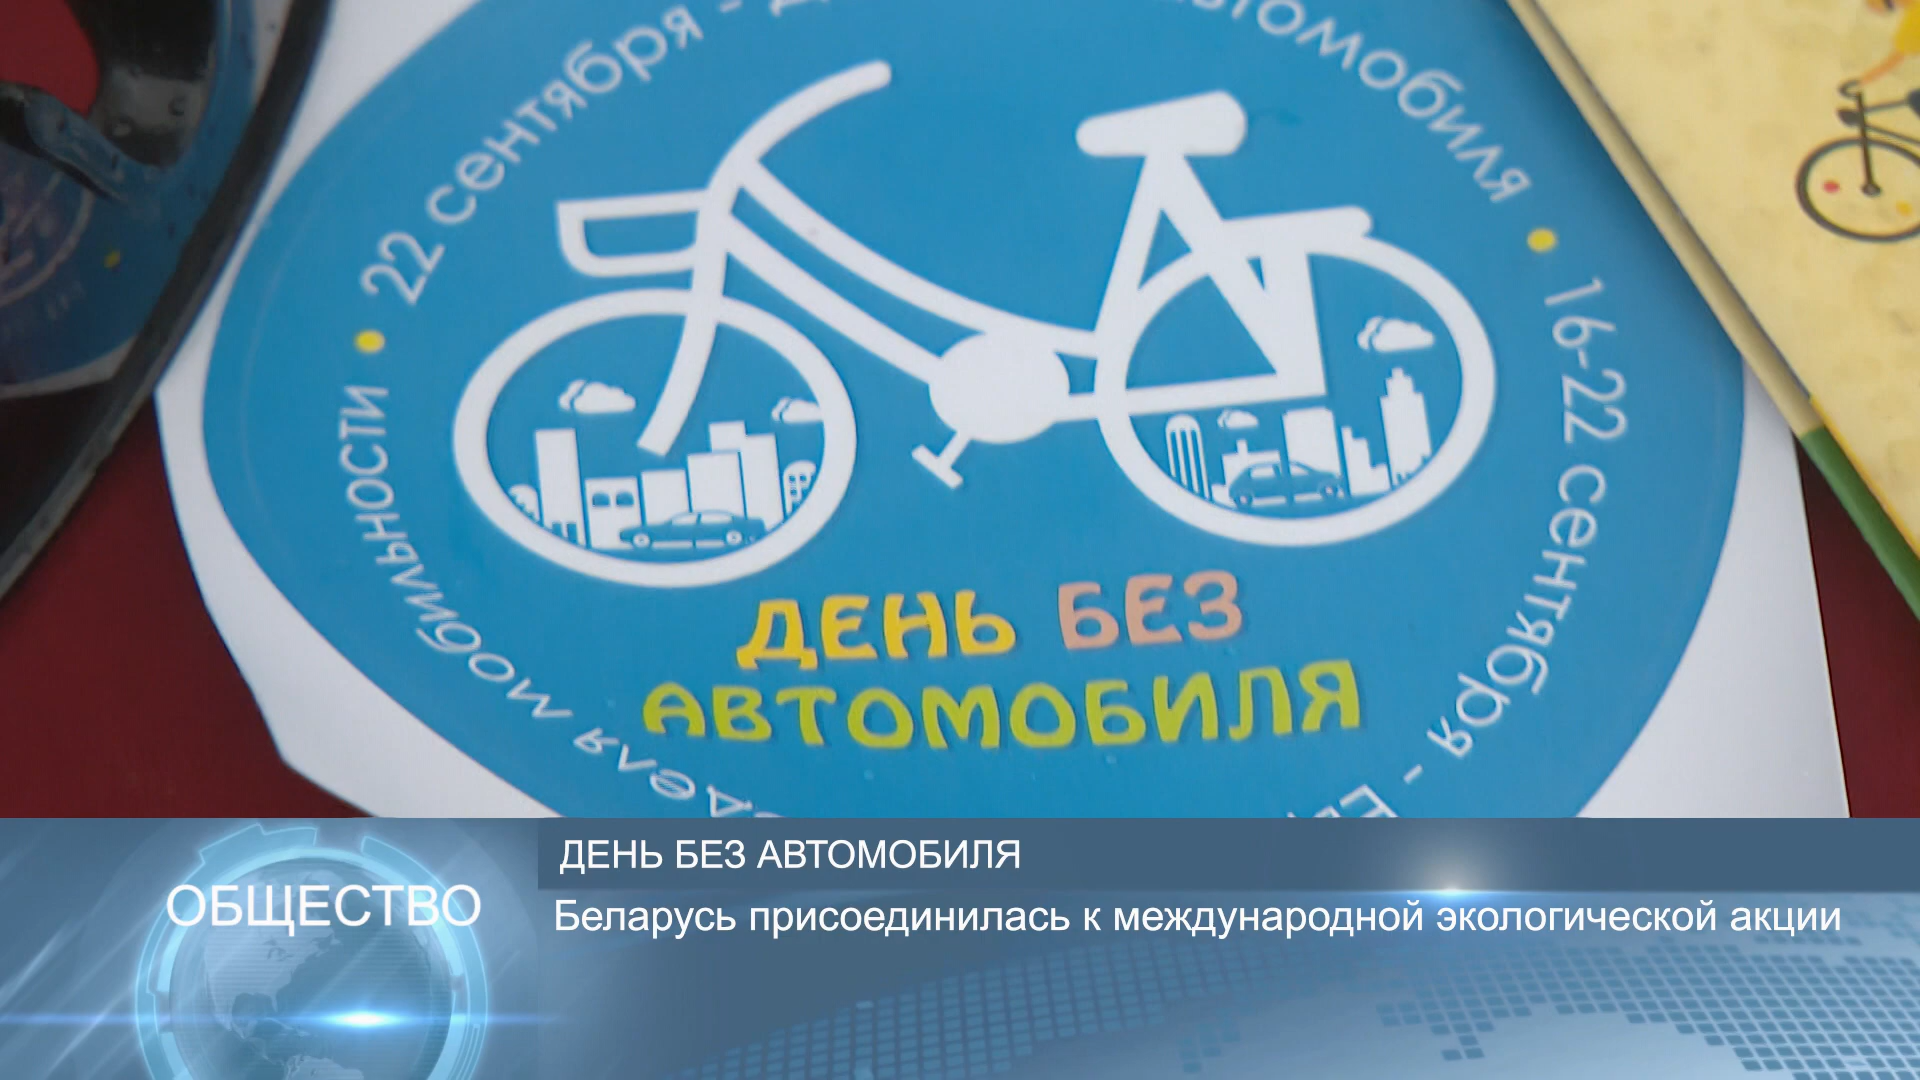 22 сентября -
автомобиля
16-22 сентября -
мобильности
ДЕНЬ БЕЗ
АВТОМОБИЛЯ
ОБЩЕСТВО
ДЕНЬ БЕЗ АВТОМОБИЛЯ
Беларусь присоединилась к международной экологической акции